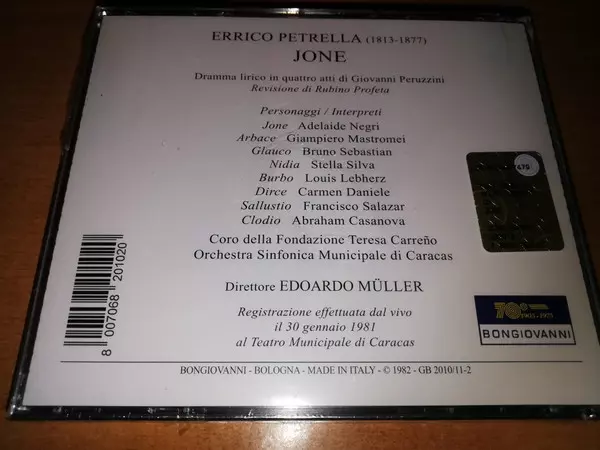 ERRICO PETRELLA (1813-1877)
JONE
Dramma lirico in quattro atti di Giovanni Peruzzini
Revisione di Rubino Profeta
Personaggi / Interpreti
Jone Adelaide Negri
Arbace Giampiero Mastromei
Glauco Bruno Sebastian
Nidia Stella Silva
Burbo Louis Lebherz
Dirce Carmen Daniele
Sallustio Francisco Salazar
Clodio Abraham Casanova
Coro della Fondazione Teresa Carreño
Orchestra Sinfonica Municipale di Caracas
Direttore EDOARDO MÜLLER
Registrazione effettuata dal vivo
il 30 gennaio 1981
al Teatro Municipale di Caracas
8 007068 201020
70° 1905-1975
BONGIOVANNI
BONGIOVANNI - BOLOGNA - MADE IN ITALY - © 1982 - GB 2010/11-2